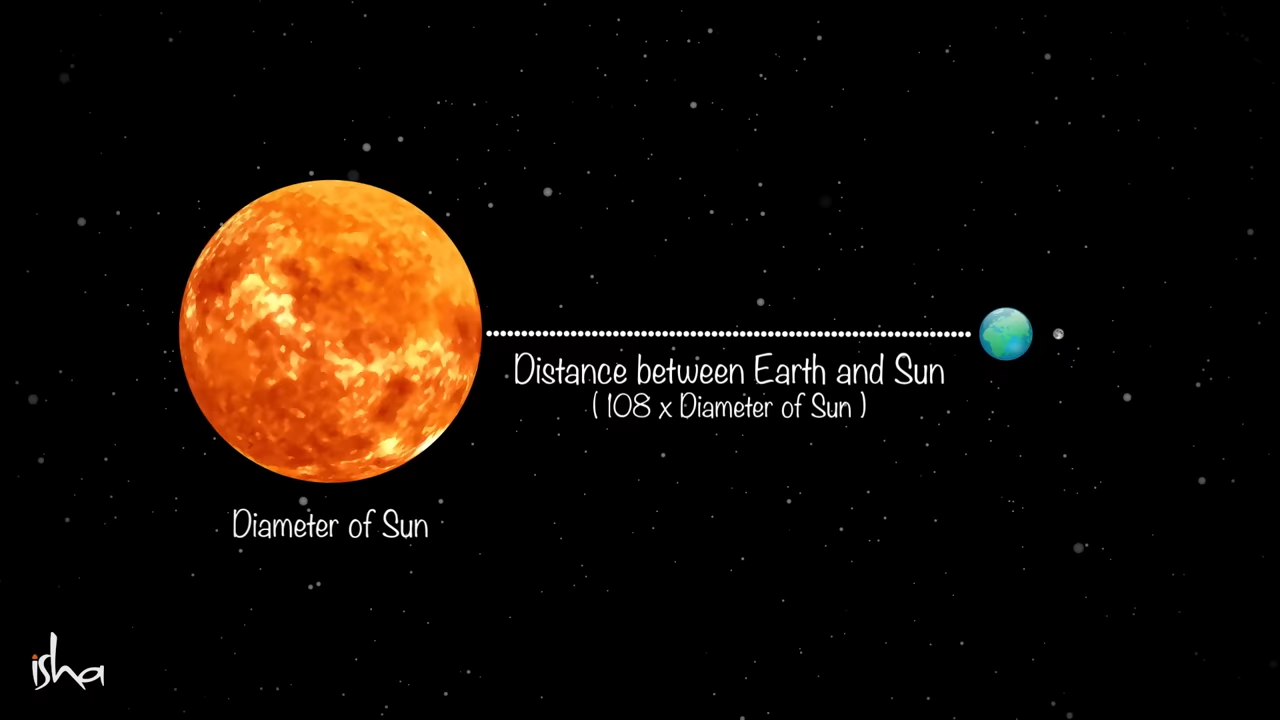 Distance between Earth and Sun
( 108 x Diameter of Sun )
Diameter of Sun
isha